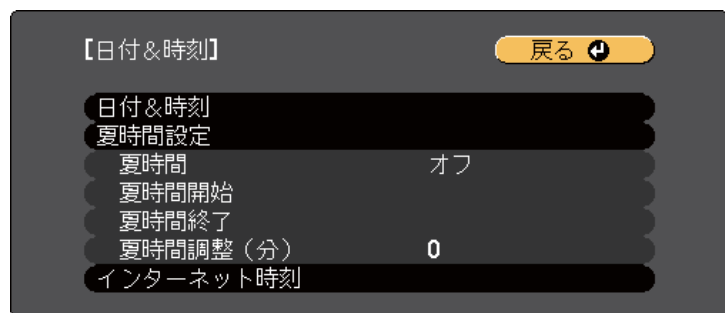 【日付&時刻】
戻る
日付&時刻
夏時間設定
夏時間 オフ
夏時間開始
夏時間終了
夏時間調整（分） 0
インターネット時刻